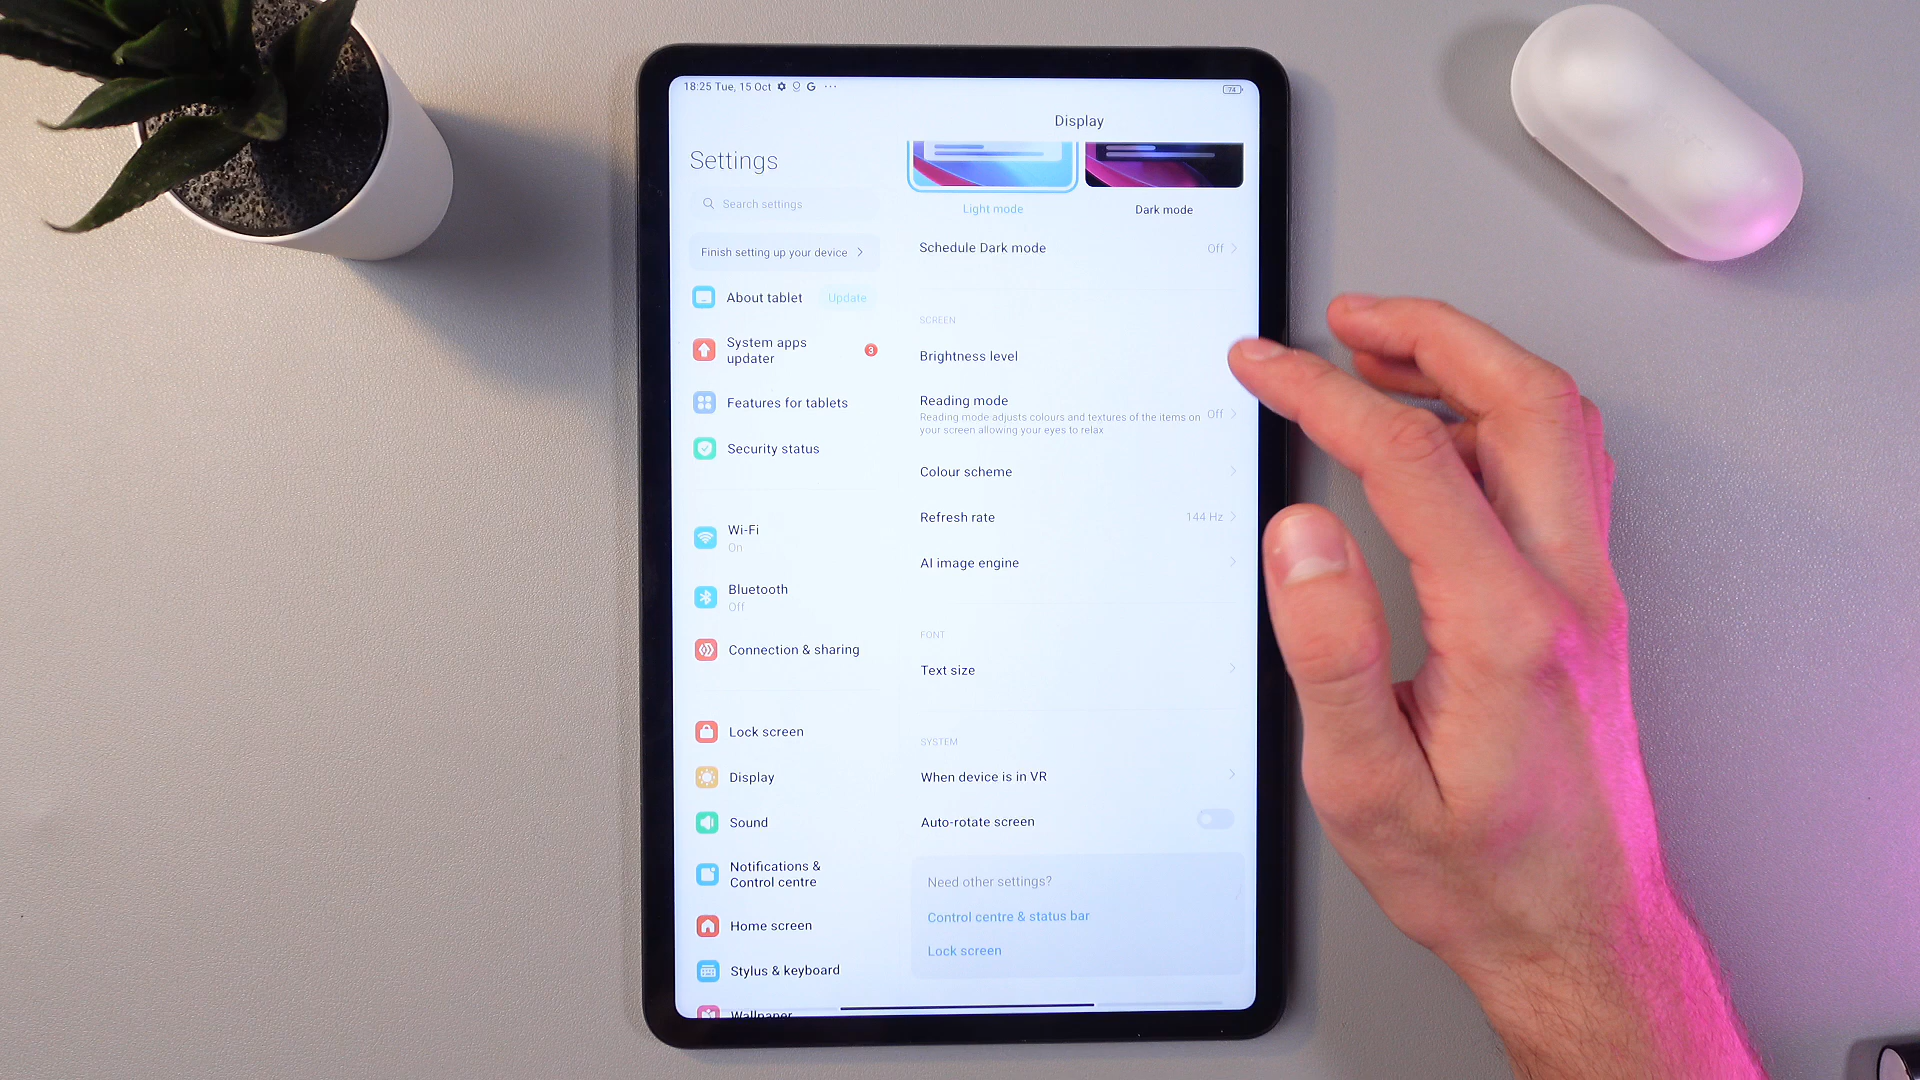 18:25 Tue, 15 Oct
G
74
Display
Settings
Search settings
Finish setting up your device
About tablet
Update
System apps
updater
3
Features for tablets
Security status
Wi-Fi
On
Bluetooth
Off
Connection & sharing
Lock screen
Display
Sound
Notifications &
Control centre
Home screen
Stylus & keyboard
Wallpaper
Light mode
Dark mode
Schedule Dark mode
Off
SCREEN
Brightness level
Reading mode
Reading mode adjusts colours and textures of the items on
your screen allowing your eyes to relax
Off
Colour scheme
Refresh rate
144 Hz
AI image engine
FONT
Text size
SYSTEM
When device is in VR
Auto-rotate screen
Need other settings?
Control centre & status bar
Lock screen